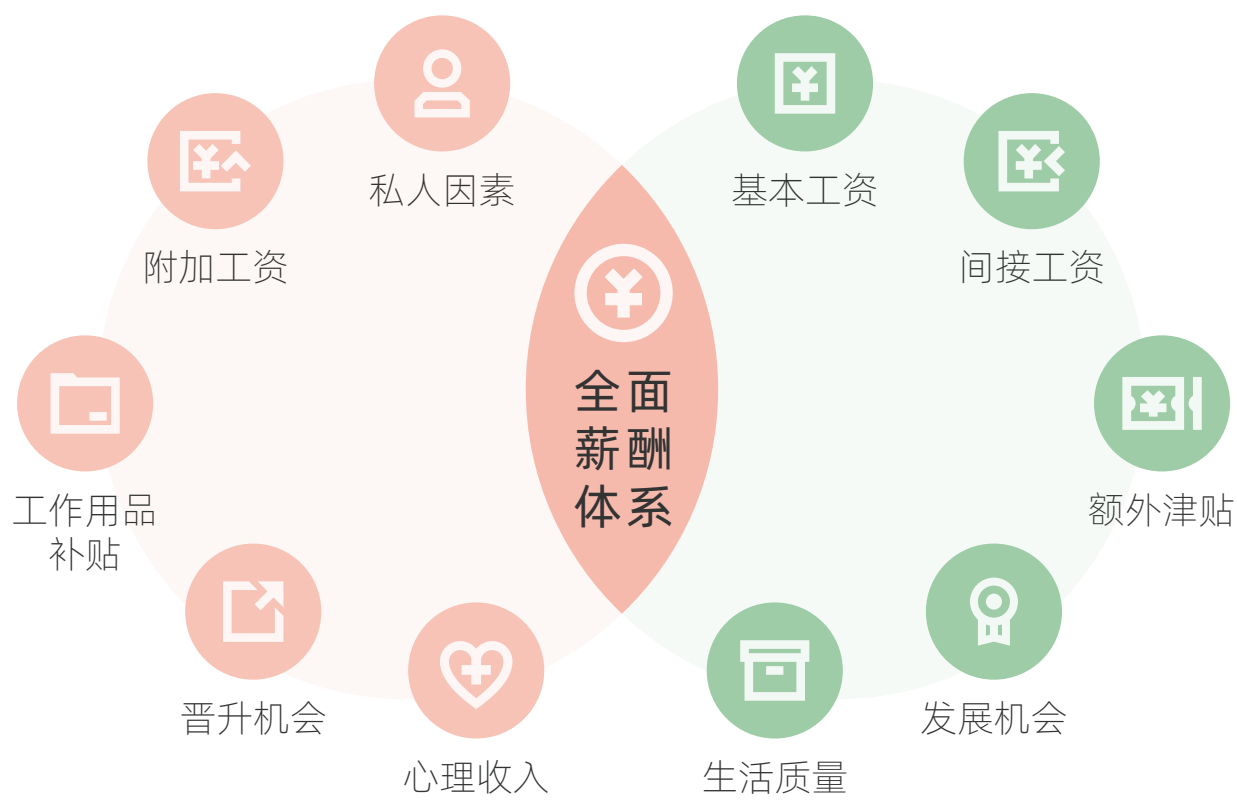 私人因素
基本工资
附加工资
间接工资
全面
薪酬
体系
工作用品
补贴
额外津贴
晋升机会
发展机会
心理收入
生活质量